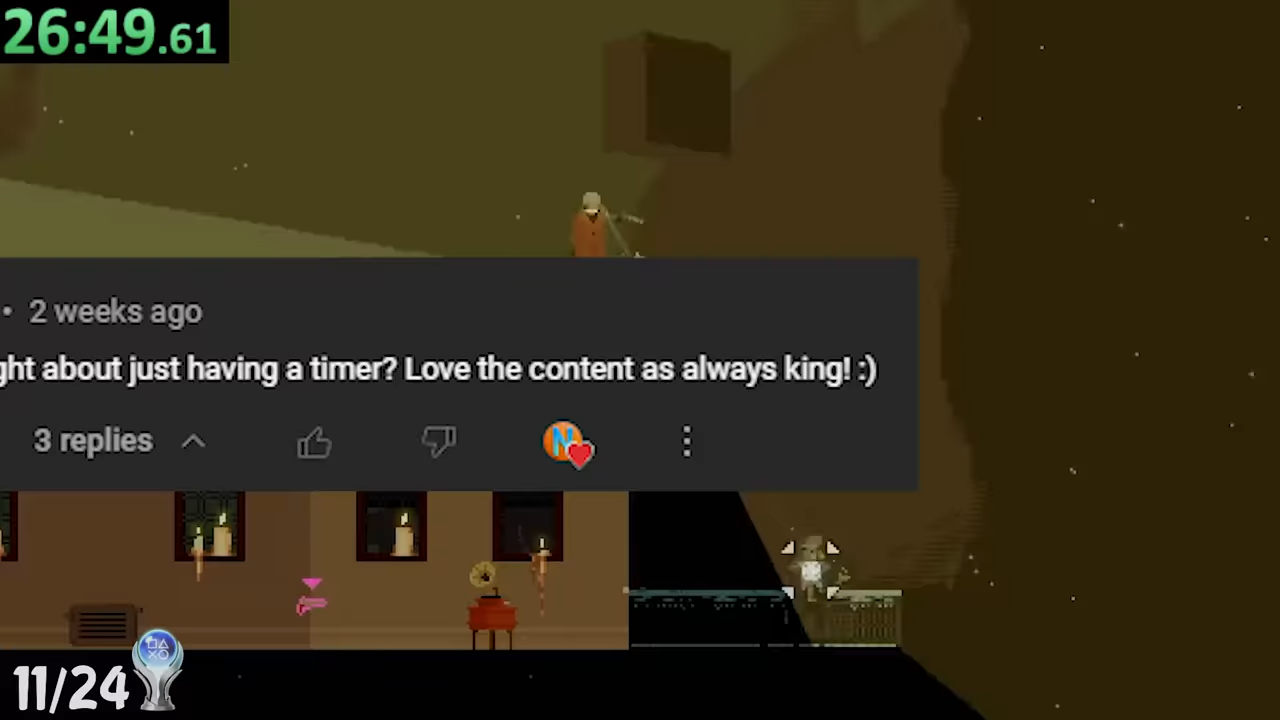 26:49.61
• 2 weeks ago
ght about just having a timer? Love the content as always king! :)
3 replies
N
11/24